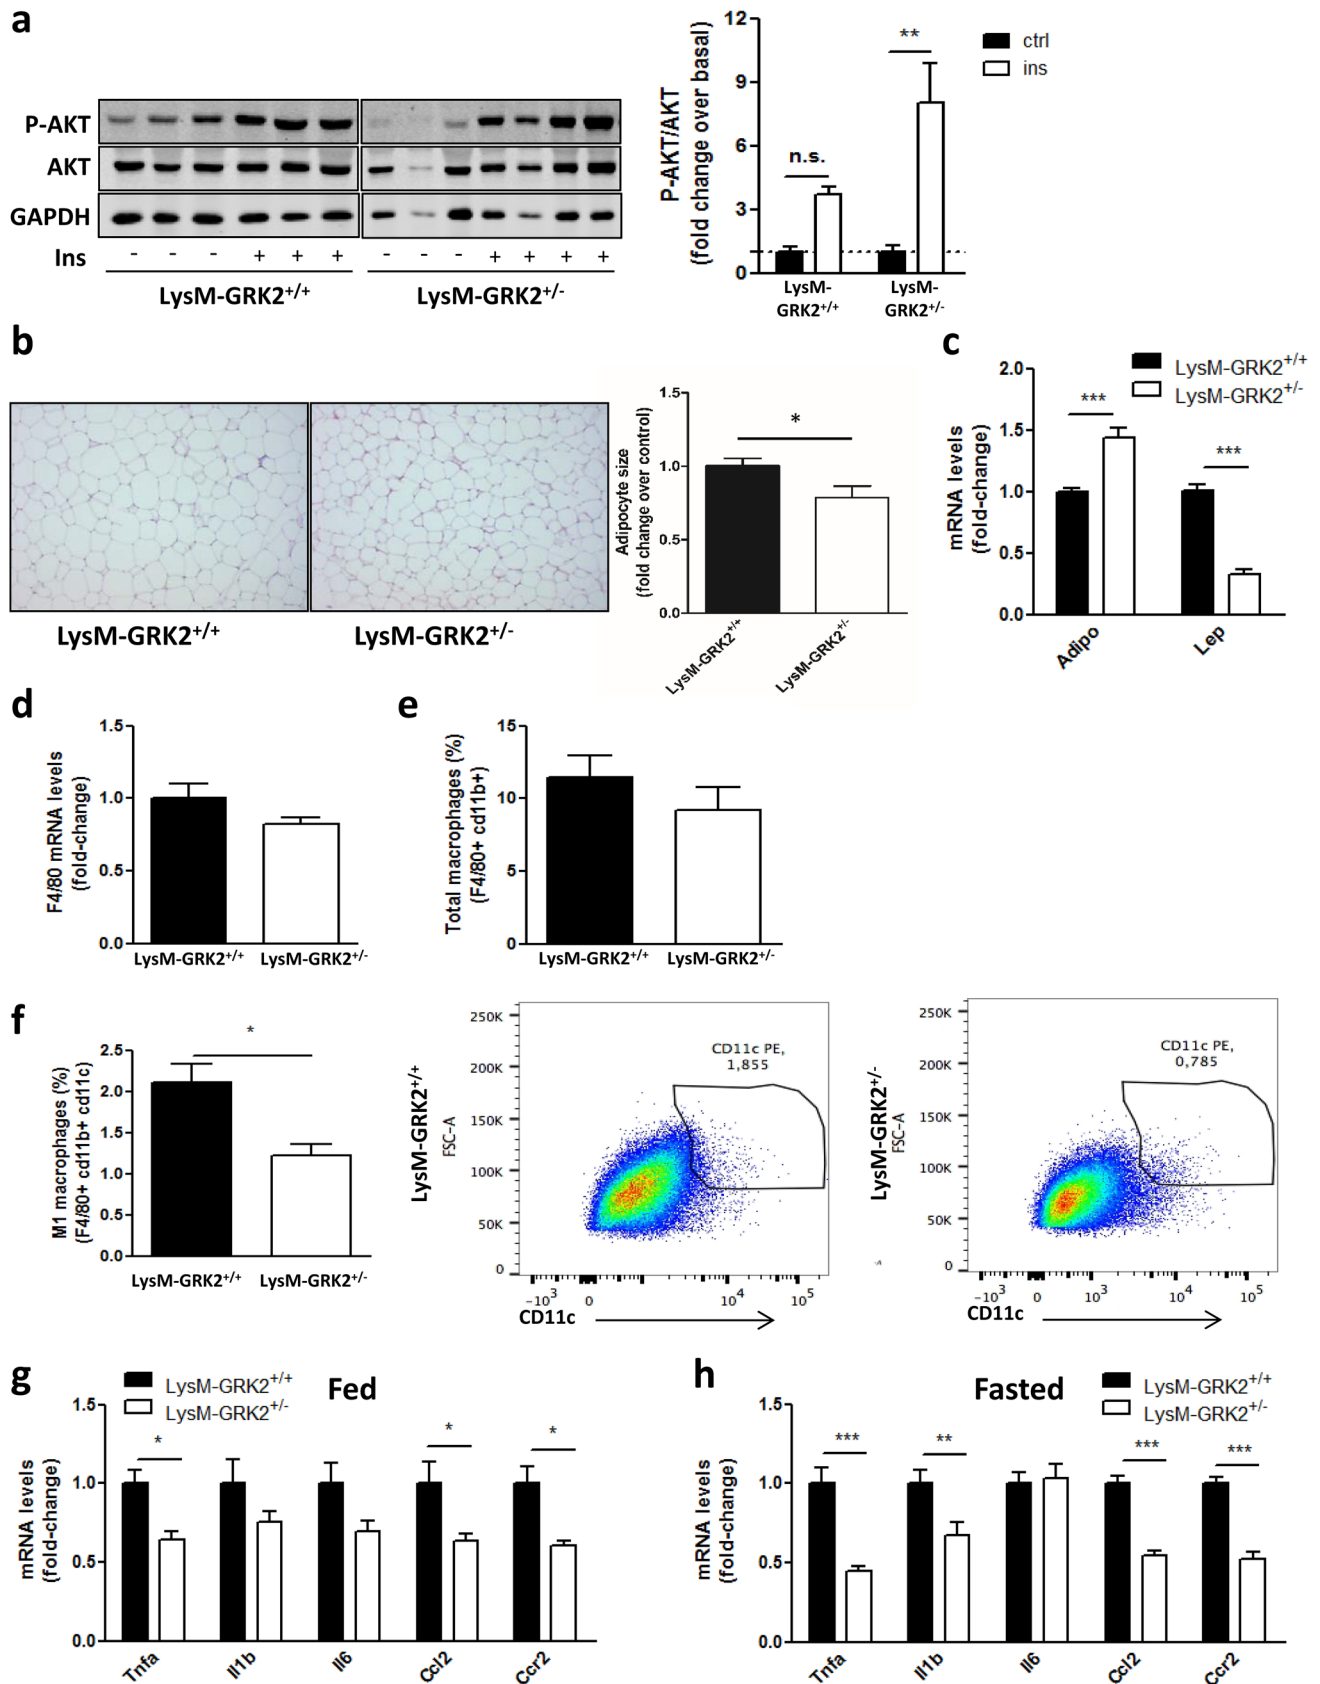 a
P-AKT
AKT
GAPDH
Ins
- - - + + +
- - - + + + +
LysM-GRK2+/+
LysM-GRK2+/-
P-AKT/AKT
(fold change over basal)
12
9
6
3
0
n.s.
**
ctrl
ins
LysM-
GRK2+/+
LysM-
GRK2+/-
b
LysM-GRK2+/+
LysM-GRK2+/-
Adipocyte size
(fold change over control)
1.5
1.0
0.5
0.0
*
LysM-GRK2+/+
LysM-GRK2+/-
c
LysM-GRK2+/+
LysM-GRK2+/-
mRNA levels
(fold-change)
2.0
1.5
1.0
0.5
0.0
***
***
Adipo
Lep
d
F4/80 mRNA levels
(fold-change)
1.5
1.0
0.5
0.0
LysM-GRK2+/+
LysM-GRK2+/-
e
Total macrophages (%)
(F4/80+ cd11b+)
15
10
5
0
LysM-GRK2+/+
LysM-GRK2+/-
f
M1 macrophages (%)
(F4/80+ cd11b+ cd11c)
2.5
2.0
1.5
1.0
0.5
0.0
*
LysM-GRK2+/+
LysM-GRK2+/-
LysM-GRK2+/+
FSC-A
250K
200K
150K
100K
50K
0
CD11c PE,
1,855
-10³ 0 10⁴ 10⁵
CD11c
LysM-GRK2+/-
FSC-A
250K
200K
150K
100K
50K
0
CD11c PE,
0,785
-10³ 0 10³ 10⁴ 10⁵
CD11c
g
LysM-GRK2+/+
LysM-GRK2+/-
Fed
mRNA levels
(fold-change)
1.5
1.0
0.5
0.0
*
*
*
Tnfa
Il1b
Il6
Ccl2
Ccr2
h
Fasted
LysM-GRK2+/+
LysM-GRK2+/-
mRNA levels
(fold-change)
1.5
1.0
0.5
0.0
***
**
***
***
Tnfa
Il1b
Il6
Ccl2
Ccr2